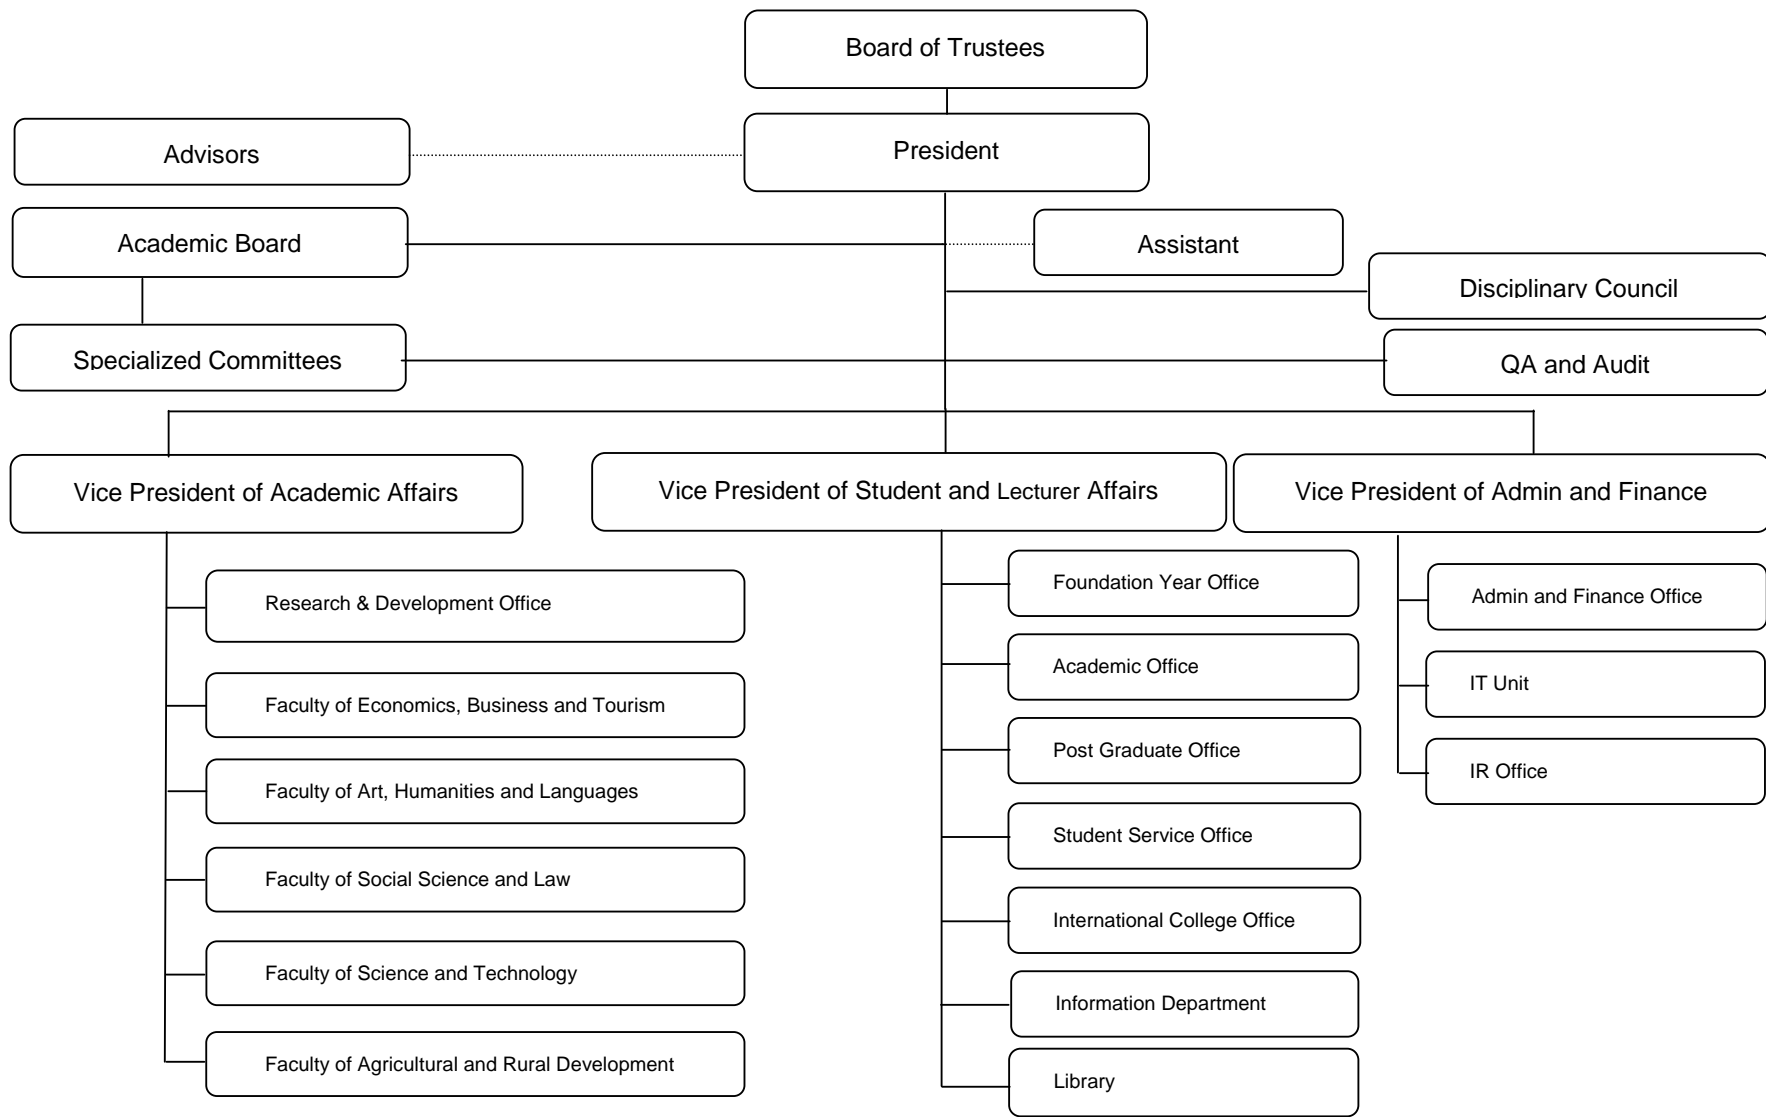 Board of Trustees
Advisors
President
Academic Board
Assistant
Disciplinary Council
Specialized Committees
QA and Audit
Vice President of Academic Affairs
Vice President of Student and Lecturer Affairs
Vice President of Admin and Finance
Research & Development Office
Faculty of Economics, Business and Tourism
Faculty of Art, Humanities and Languages
Faculty of Social Science and Law
Faculty of Science and Technology
Faculty of Agricultural and Rural Development
Foundation Year Office
Academic Office
Post Graduate Office
Student Service Office
International College Office
Information Department
Library
Admin and Finance Office
IT Unit
IR Office